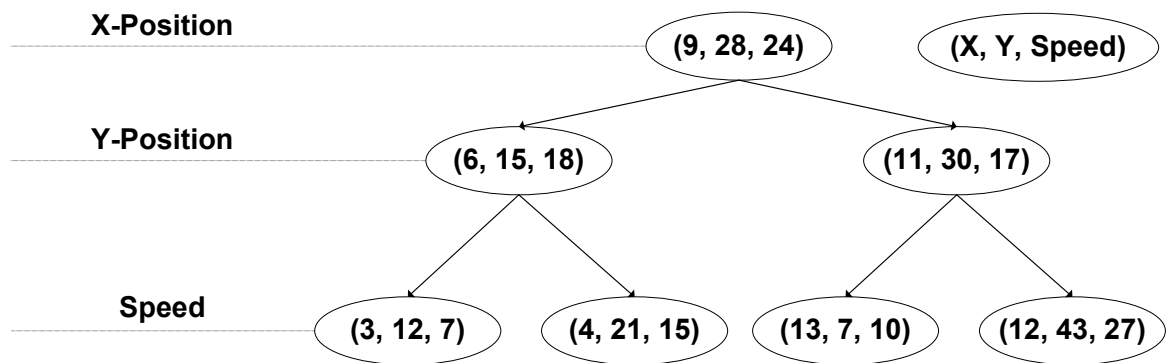 X-Position
(9, 28, 24)
(X, Y, Speed)
Y-Position
(6, 15, 18)
(11, 30, 17)
Speed
(3, 12, 7)
(4, 21, 15)
(13, 7, 10)
(12, 43, 27)